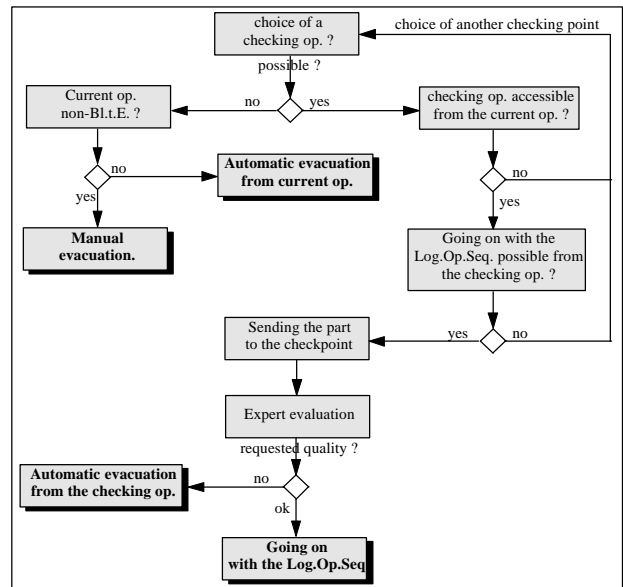 choice of a
checking op. ?
choice of another checking point
possible ?
Current op.
non-Bl.t.E. ?
no
yes
checking op. accessible
from the current op. ?
no
Automatic evacuation
from current op.
yes
no
yes
Manual
evacuation.
Going on with the
Log.Op.Seq. possible from
the checking op. ?
Sending the part
to the checkpoint
yes
no
Expert evaluation
requested quality ?
Automatic evacuation
from the checking op.
no
ok
Going on
with the Log.Op.Seq